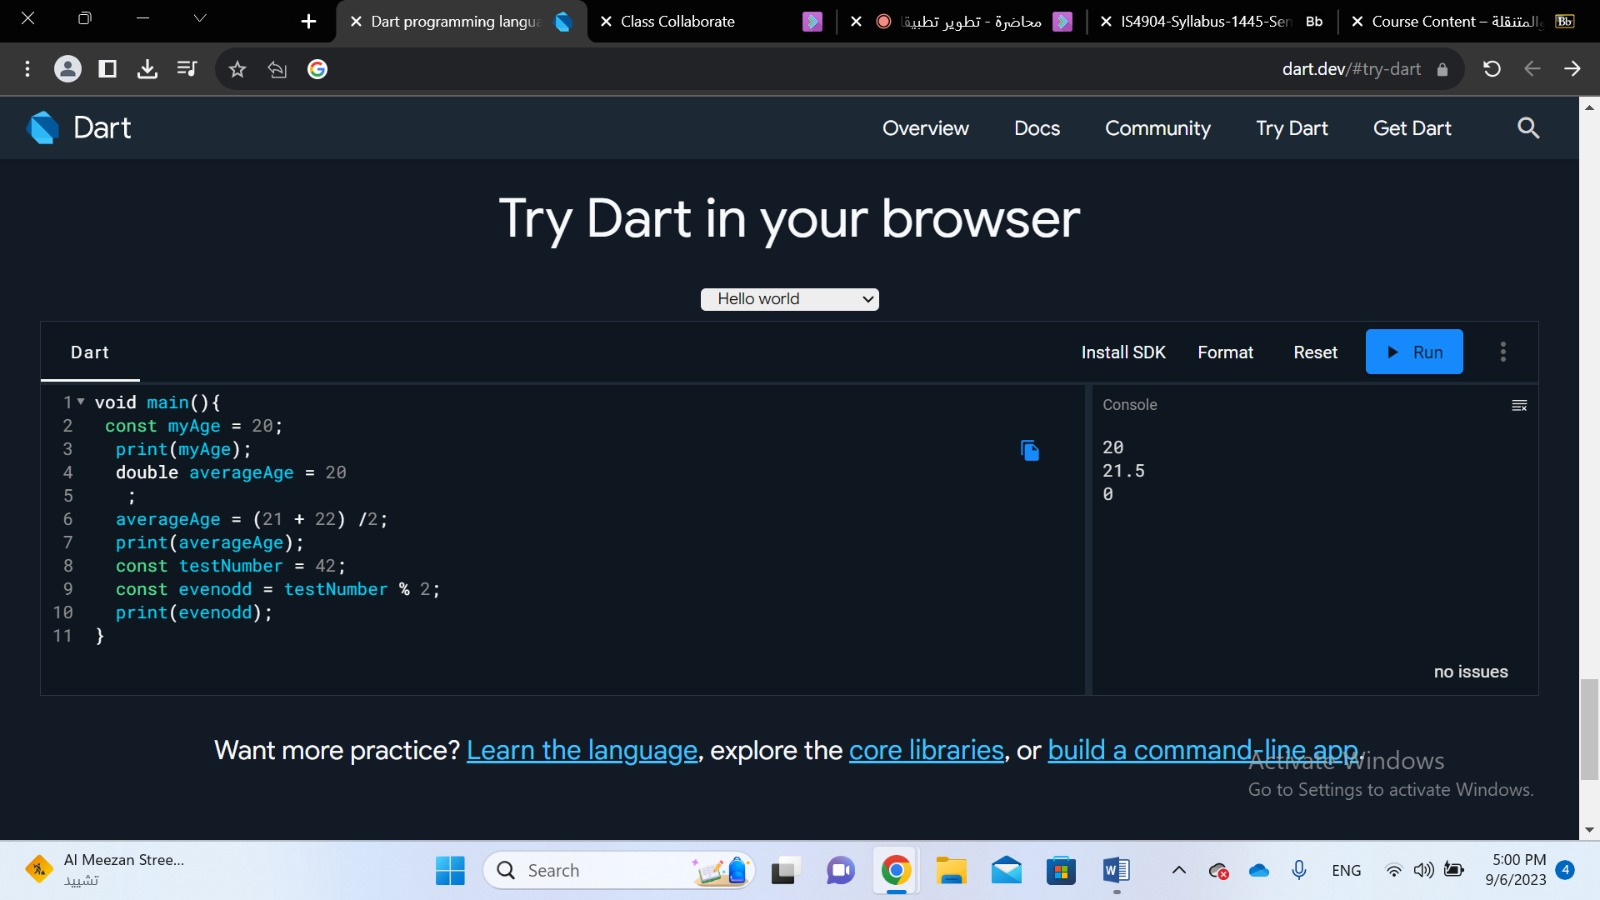 Dart programming langua
Class Collaborate
محاضرة - تطوير تطبيقا
IS4904-Syllabus-1445-Sem
Bb
Course Content – والمتنقلة
Bb
dart.dev/#try-dart
Dart
Overview
Docs
Community
Try Dart
Get Dart
Try Dart in your browser
Hello world
Dart
Install SDK
Format
Reset
Run
1 void main(){
2 const myAge = 20;
3 print(myAge);
4 double averageAge = 20
5 ;
6 averageAge = (21 + 22) /2;
7 print(averageAge);
8 const testNumber = 42;
9 const evenodd = testNumber % 2;
10 print(evenodd);
11 }
Console
20
21.5
0
no issues
Want more practice? Learn the language, explore the core libraries, or build a command-line app.
Activate Windows
Go to Settings to activate Windows.
Al Meezan Stree...
تشييد
Search
ENG
5:00 PM
9/6/2023
4